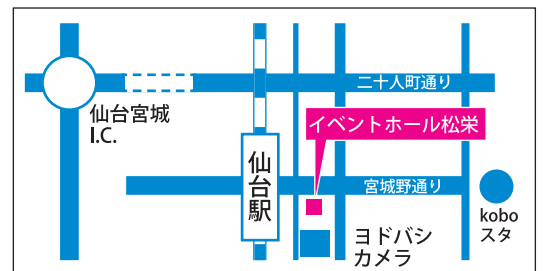 二十人町通り
仙台宮城
I.C.
イベントホール松栄
仙台駅
宮城野通り
kobo
スタ
ヨドバシ
カメラ